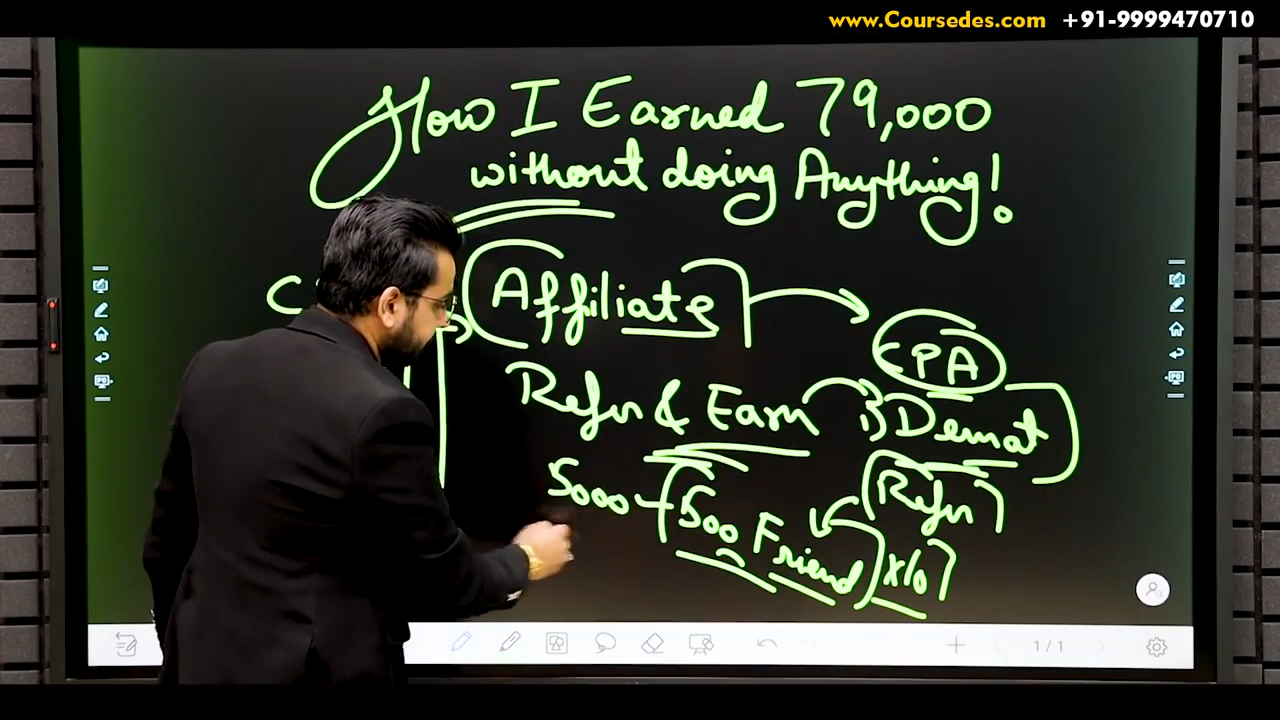 www.Coursedes.com +91-9999470710
How I Earned 79,000
without doing Anything!
C
Affiliate
CPA
Refer & Earn
Demat
5000 500 Friend x10
Refer
1/1